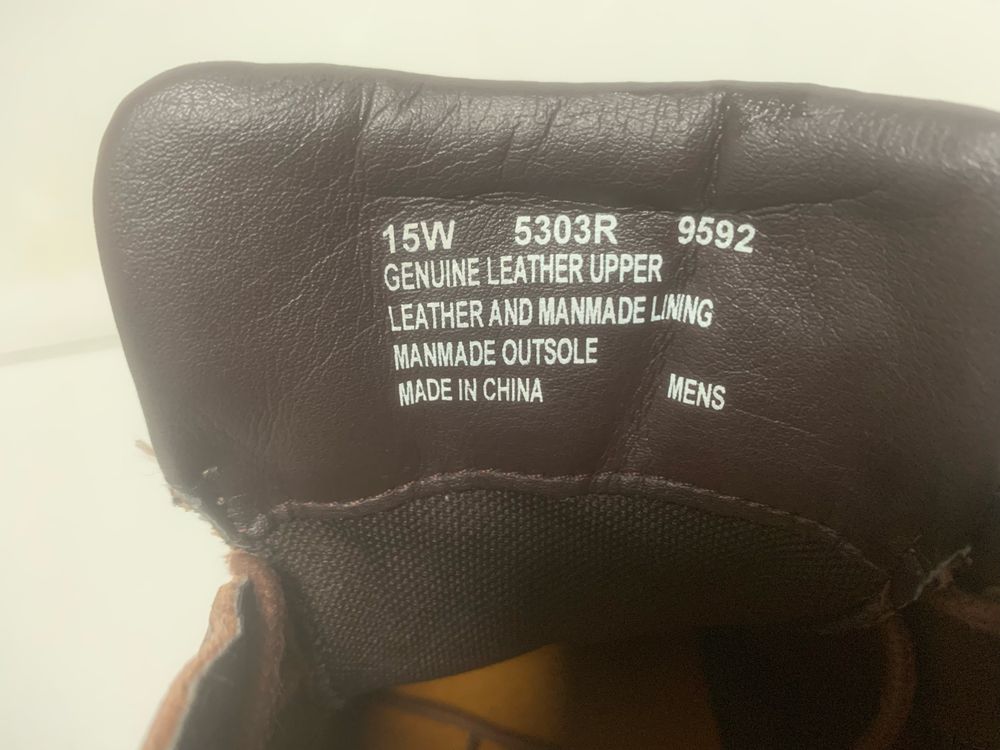 15W 5303R 9592
GENUINE LEATHER UPPER
LEATHER AND MANMADE LINING
MANMADE OUTSOLE
MADE IN CHINA MENS